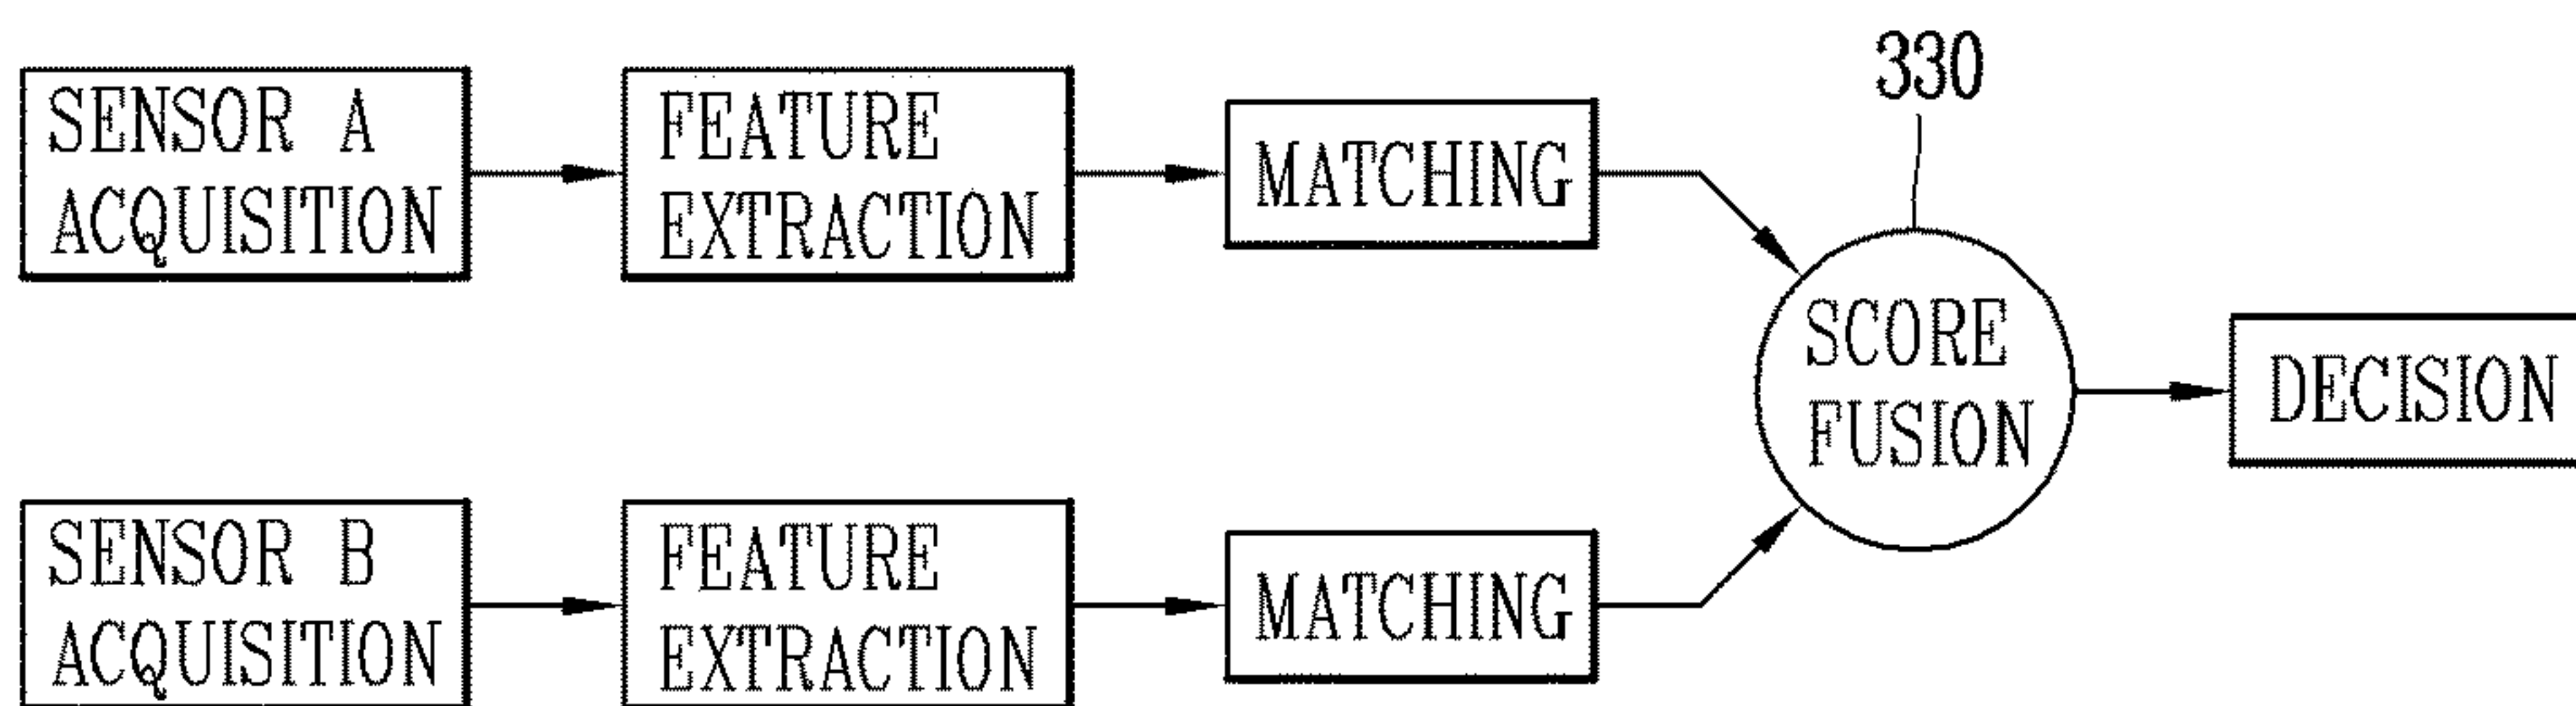 330
SENSOR A
ACQUISITION
FEATURE
EXTRACTION
MATCHING
SCORE
FUSION
DECISION
SENSOR B
ACQUISITION
FEATURE
EXTRACTION
MATCHING